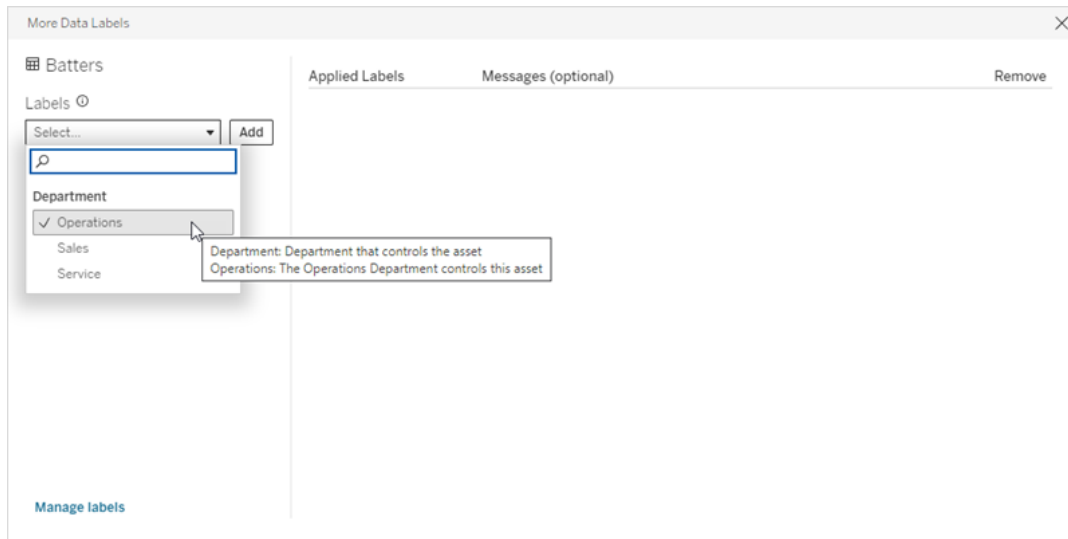 More Data Labels
Batters
Labels
Select...
Add
Applied Labels
Messages (optional)
Remove
Department
Operations
Sales
Service
Department: Department that controls the asset
Operations: The Operations Department controls this asset
Manage labels